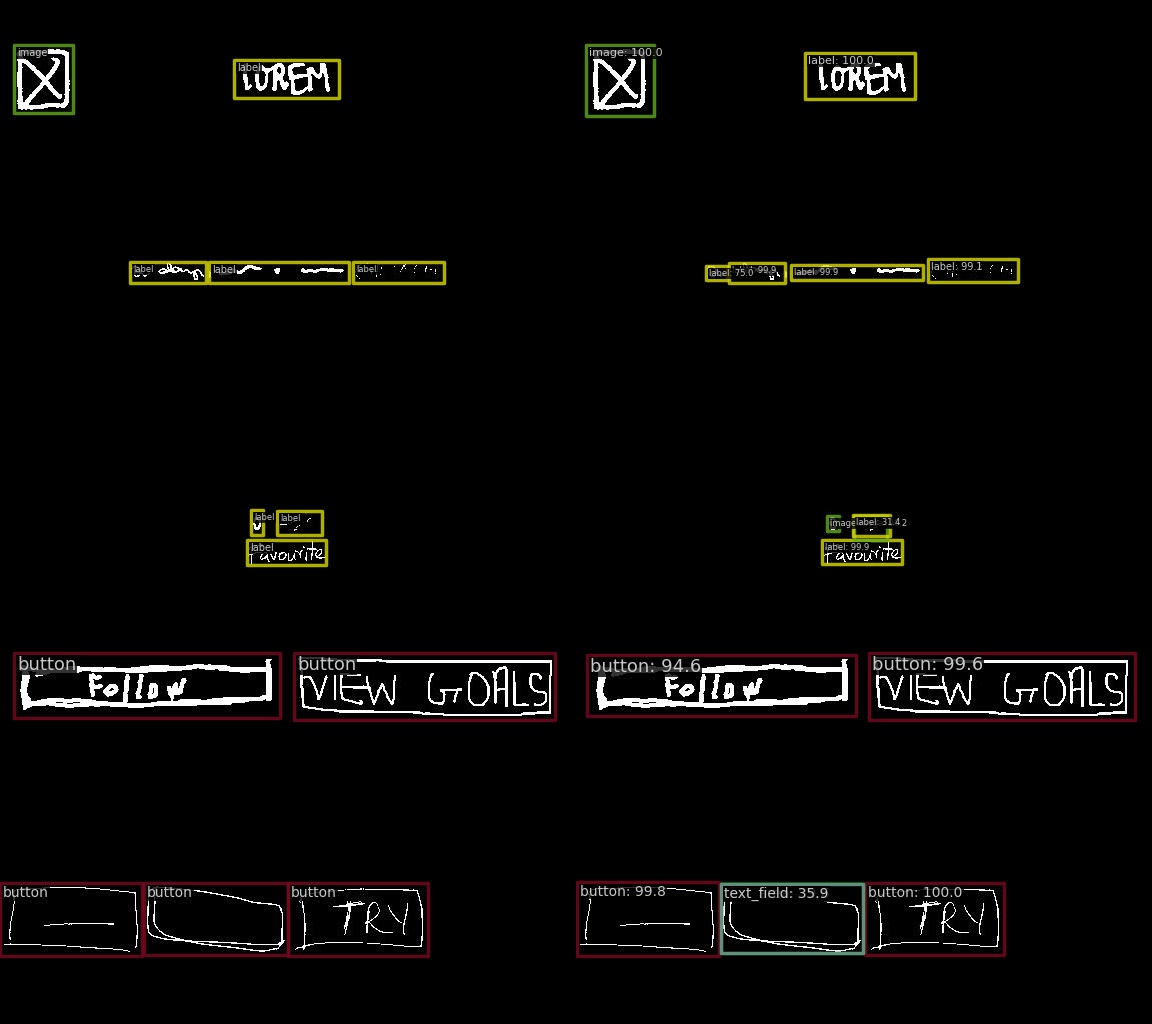 image image: 100.0
label LOREM label: 100.0 LOREM
label label label label: 75.0 99.9 label: 99.9 label: 99.1
label label image label: 31.4 2
label Favourite label: 99.9 Favourite
button button button: 94.6 button: 99.6
Follow VIEW GOALS Follow VIEW GOALS
button button button button: 99.8 text_field: 35.9 button: 100.0
TRY TRY